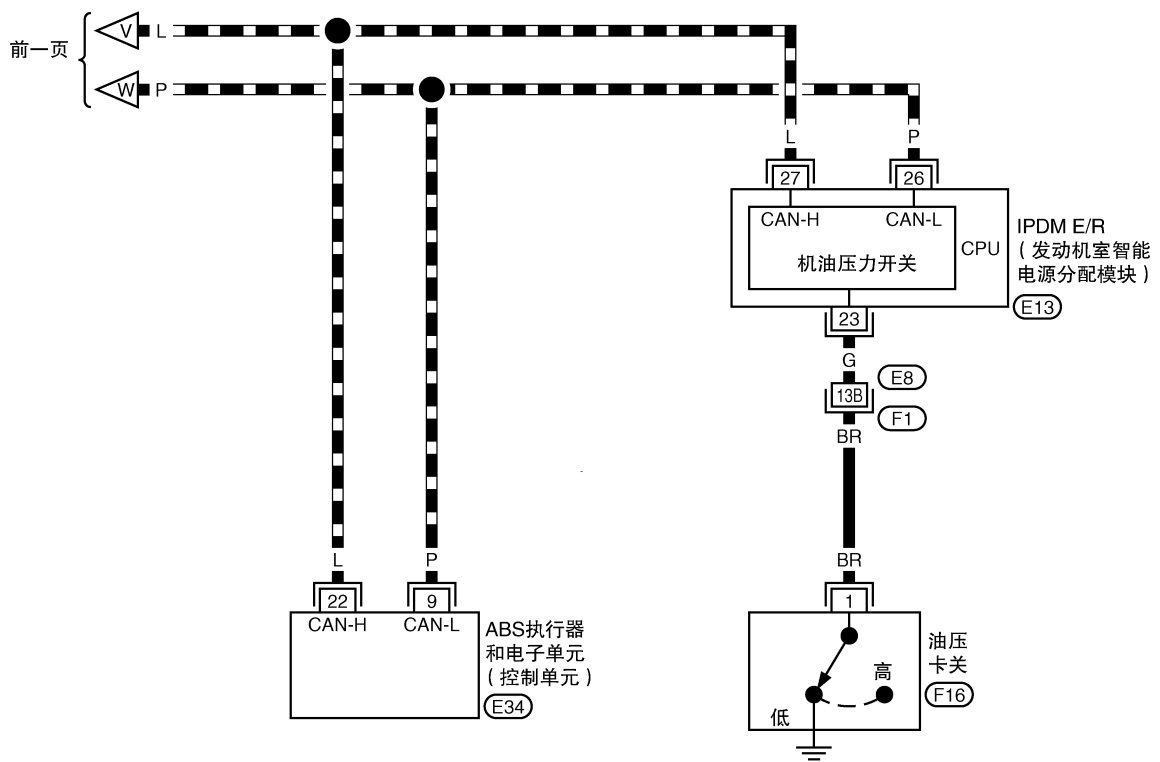 前一页
V L
W P
L P
27 26
CAN-H CAN-L
CPU
机油压力开关
IPDM E/R
（发动机室智能
电源分配模块）
E13
23
G
E8
13B
F1
BR
BR
L P
22 9
CAN-H CAN-L
ABS执行器
和电子单元
（控制单元）
E34
1
油压
卡关
F16
高
低